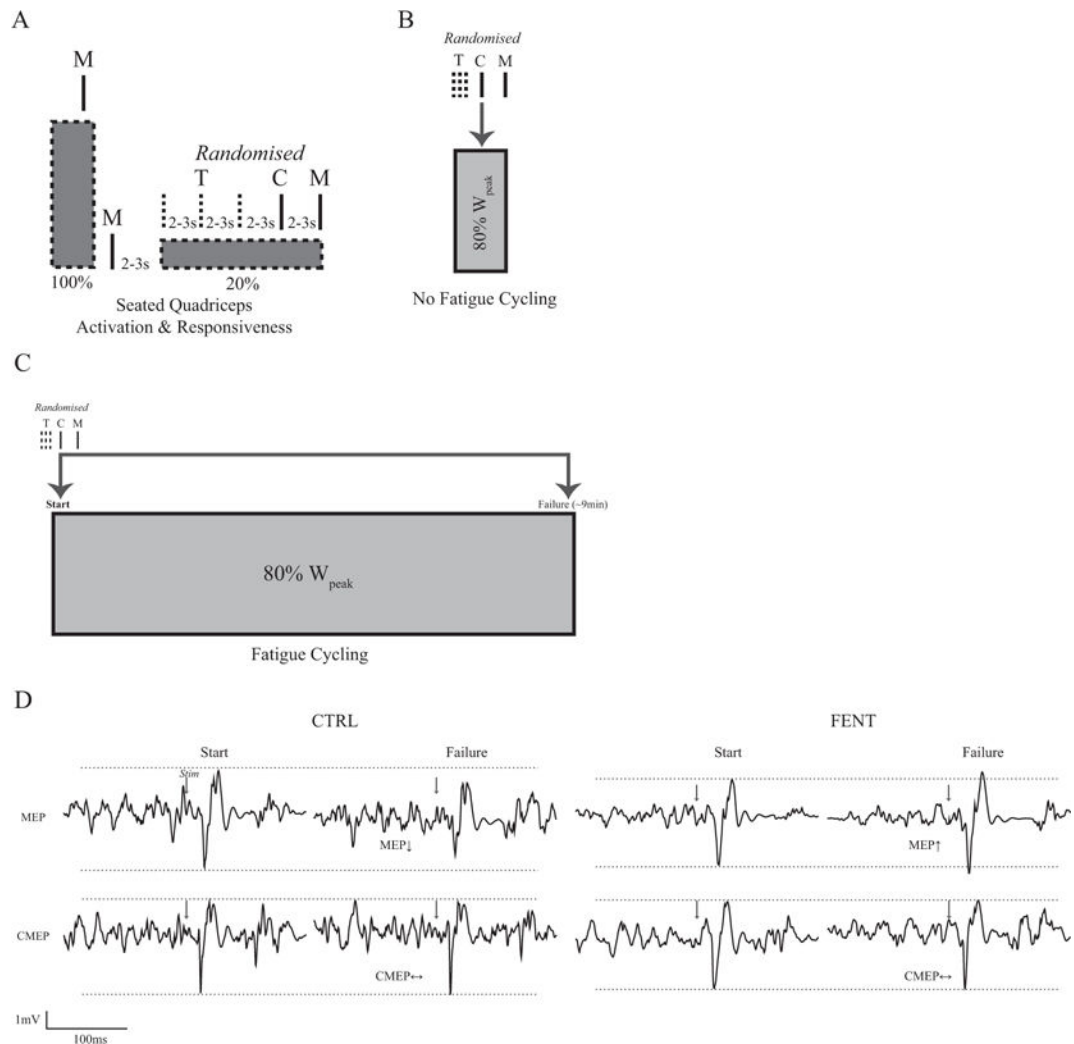 A
M
M
Randomised
T C M
2-3s 2-3s 2-3s 2-3s
2-3s
100%
20%
Seated Quadriceps
Activation & Responsiveness
B
Randomised
T C M
80% Wpeak
No Fatigue Cycling
C
Randomised
T C M
Start
Failure (~9min)
80% Wpeak
Fatigue Cycling
D
CTRL
FENT
Start
Failure
Start
Failure
Stim
MEP
MEP↓
MEP↑
CMEP
CMEP↔
CMEP↔
1mV
100ms